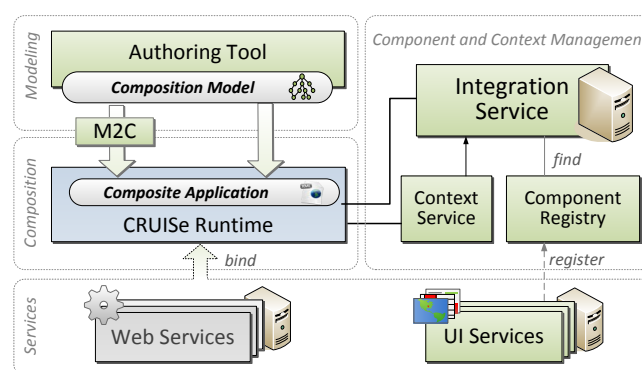 Modeling
Authoring Tool
Composition Model
M2C
Component and Context Managemen
Integration
Service
find
Composition
Composite Application
CRUISe Runtime
Context
Service
Component
Registry
bind
register
Services
Web Services
UI Services